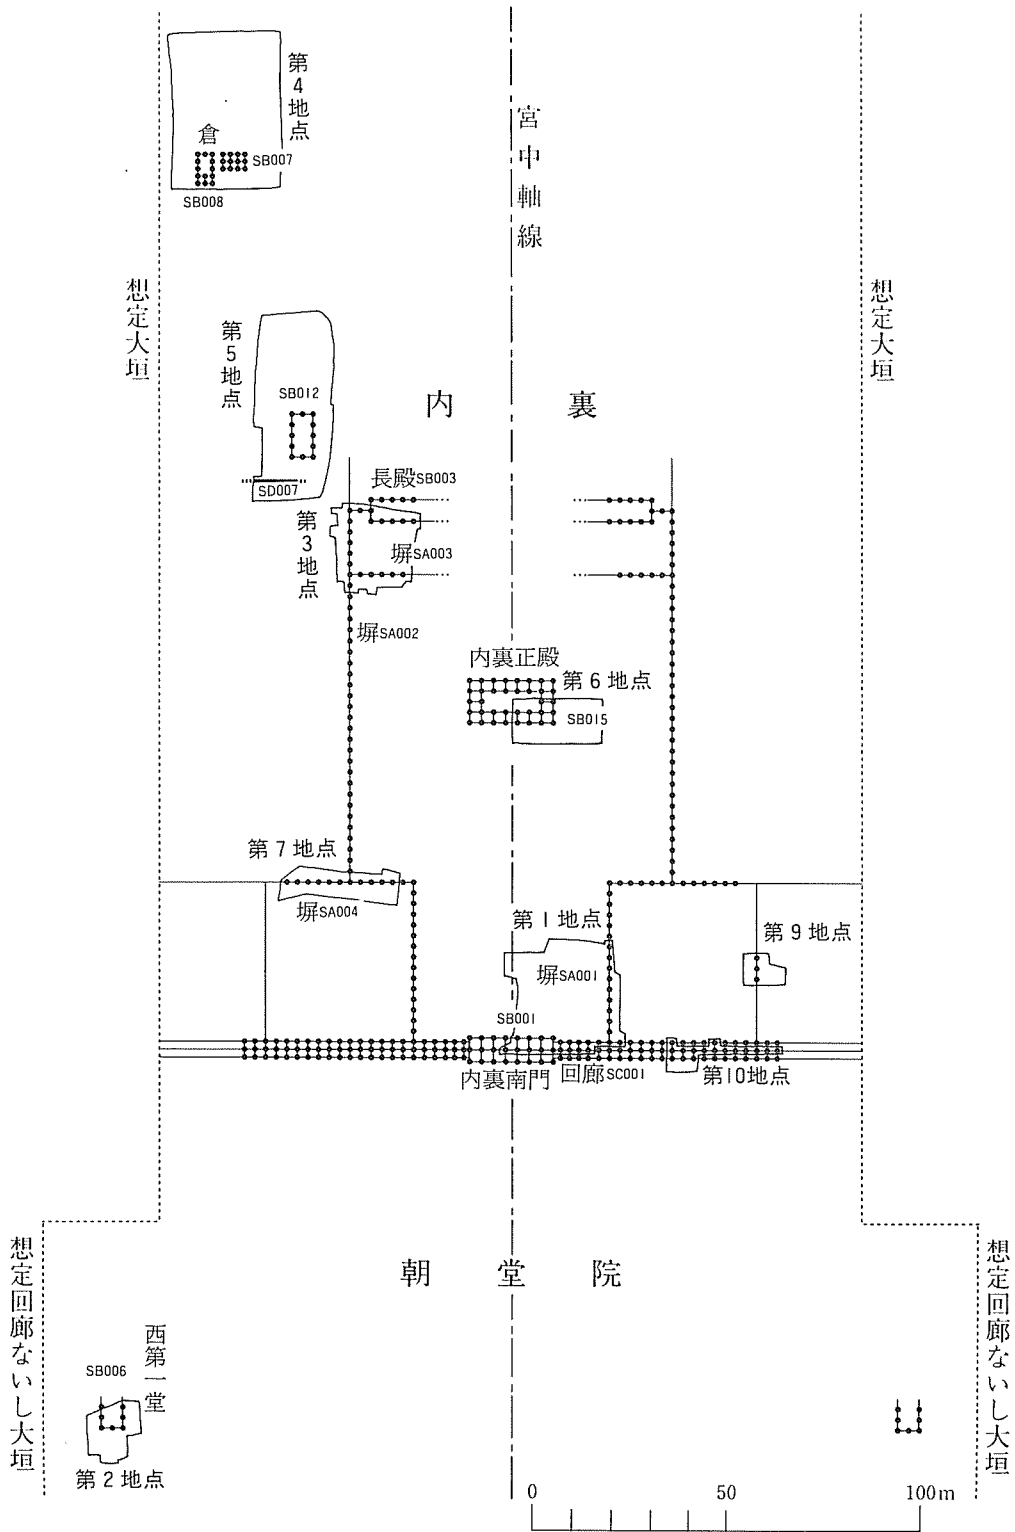 第4地点
倉
SB007
SB008
宮中軸線
想定大垣
想定大垣
第5地点
SB012
SD007
内裏
長殿SB003
第3地点
塀SA003
塀SA002
内裏正殿
第6地点
SB015
第7地点
塀SA004
第1地点
塀SA001
第9地点
SB001
内裏南門
回廊SC001
第10地点
想定回廊ないし大垣
朝堂院
想定回廊ないし大垣
西第一堂
SB006
第2地点
0 50 100m